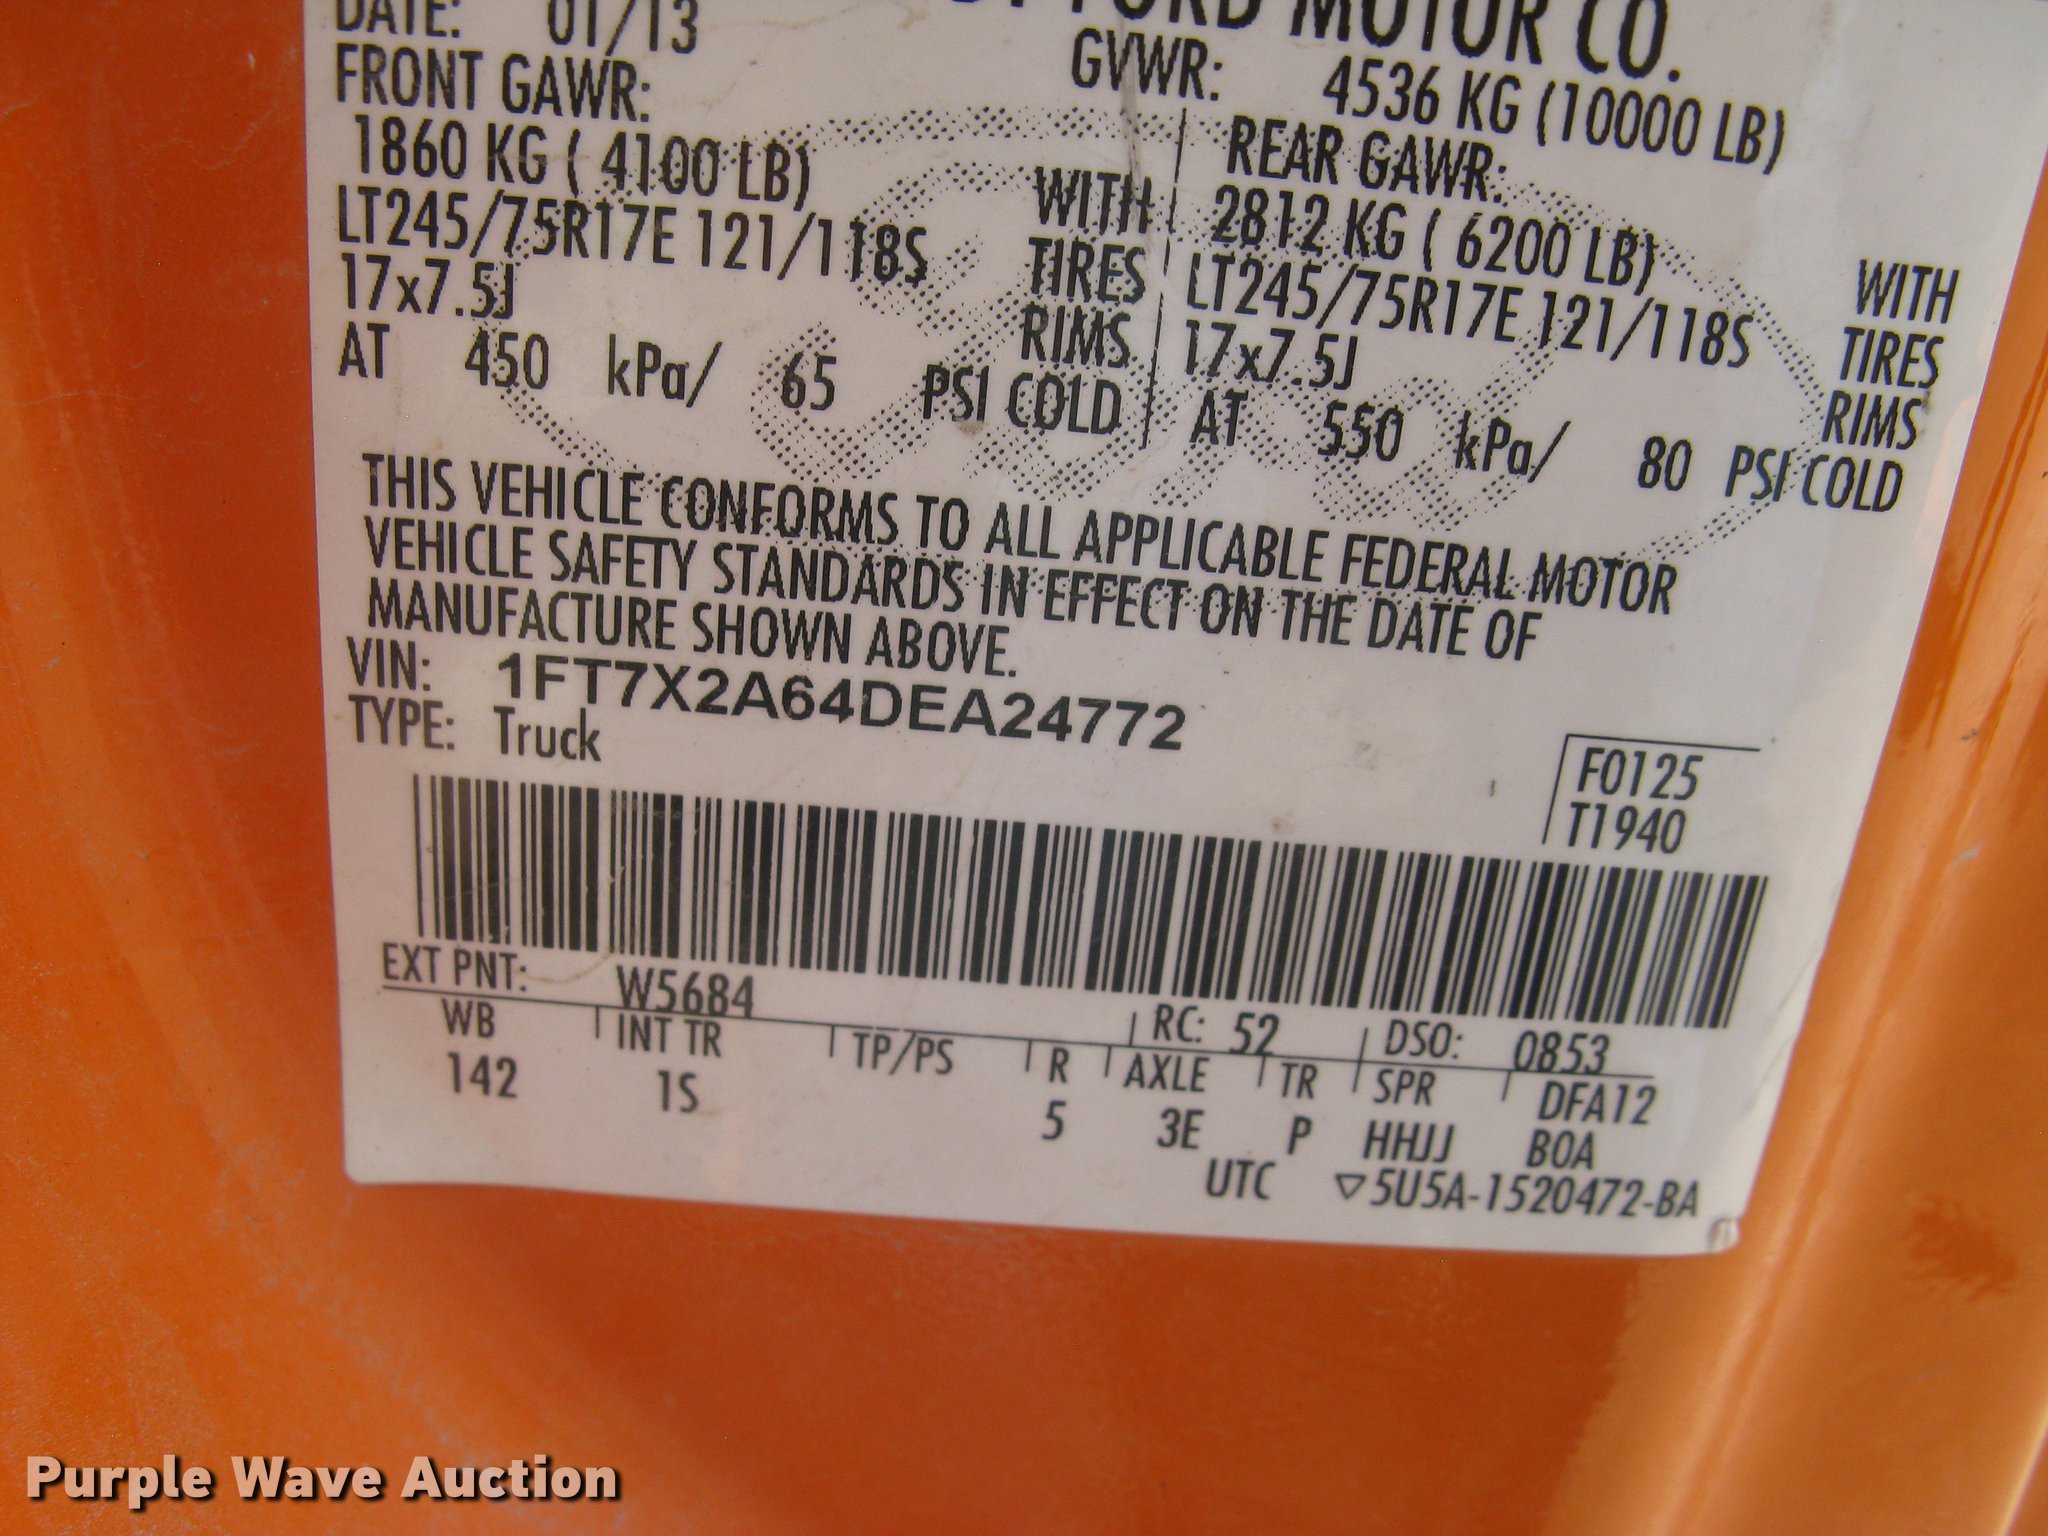 DATE: 01/13
BY FORD MOTOR CO.
FRONT GAWR:
GVWR: 4536 KG (10000 LB)
1860 KG ( 4100 LB)
WITH
REAR GAWR:
2812 KG ( 6200 LB)
WITH
LT245/75R17E 121/118S
TIRES
LT245/75R17E 121/118S
TIRES
17x7.5J
RIMS
17x7.5J
RIMS
AT 450 kPa/ 65 PSI COLD
AT 550 kPa/ 80 PSI COLD
THIS VEHICLE CONFORMS TO ALL APPLICABLE FEDERAL MOTOR
VEHICLE SAFETY STANDARDS IN EFFECT ON THE DATE OF
MANUFACTURE SHOWN ABOVE.
VIN: 1FT7X2A64DEA24772
TYPE: Truck
F0125
T1940
EXT PNT: W5684
RC: 52 DSO: 0853
WB INT TR TP/PS R AXLE TR SPR DFA12
142 1S 5 3E P HHJJ B0A
UTC ▽5U5A-1520472-BA
Purple Wave Auction